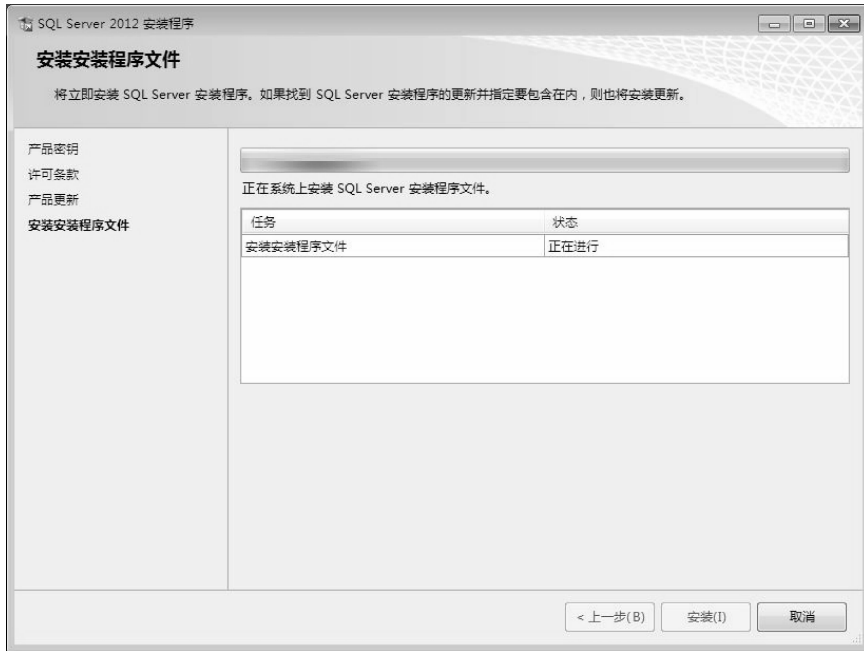 SQL Server 2012 安装程序
安装安装程序文件
将立即安装 SQL Server 安装程序。如果找到 SQL Server 安装程序的更新并指定要包含在内，则也将安装更新。
产品密钥
许可条款
产品更新
安装安装程序文件
正在系统上安装 SQL Server 安装程序文件。
任务 状态
安装安装程序文件 正在进行
< 上一步(B) 安装(I) 取消